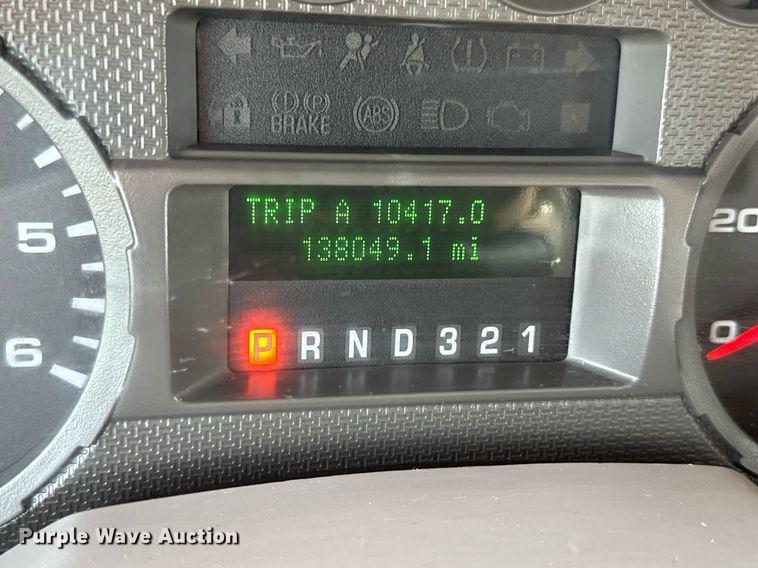 (D) (P)
BRAKE
ABS
TRIP A 10417.0
138049.1 mi
P R N D 3 2 1
5
6
20
0
Purple Wave Auction